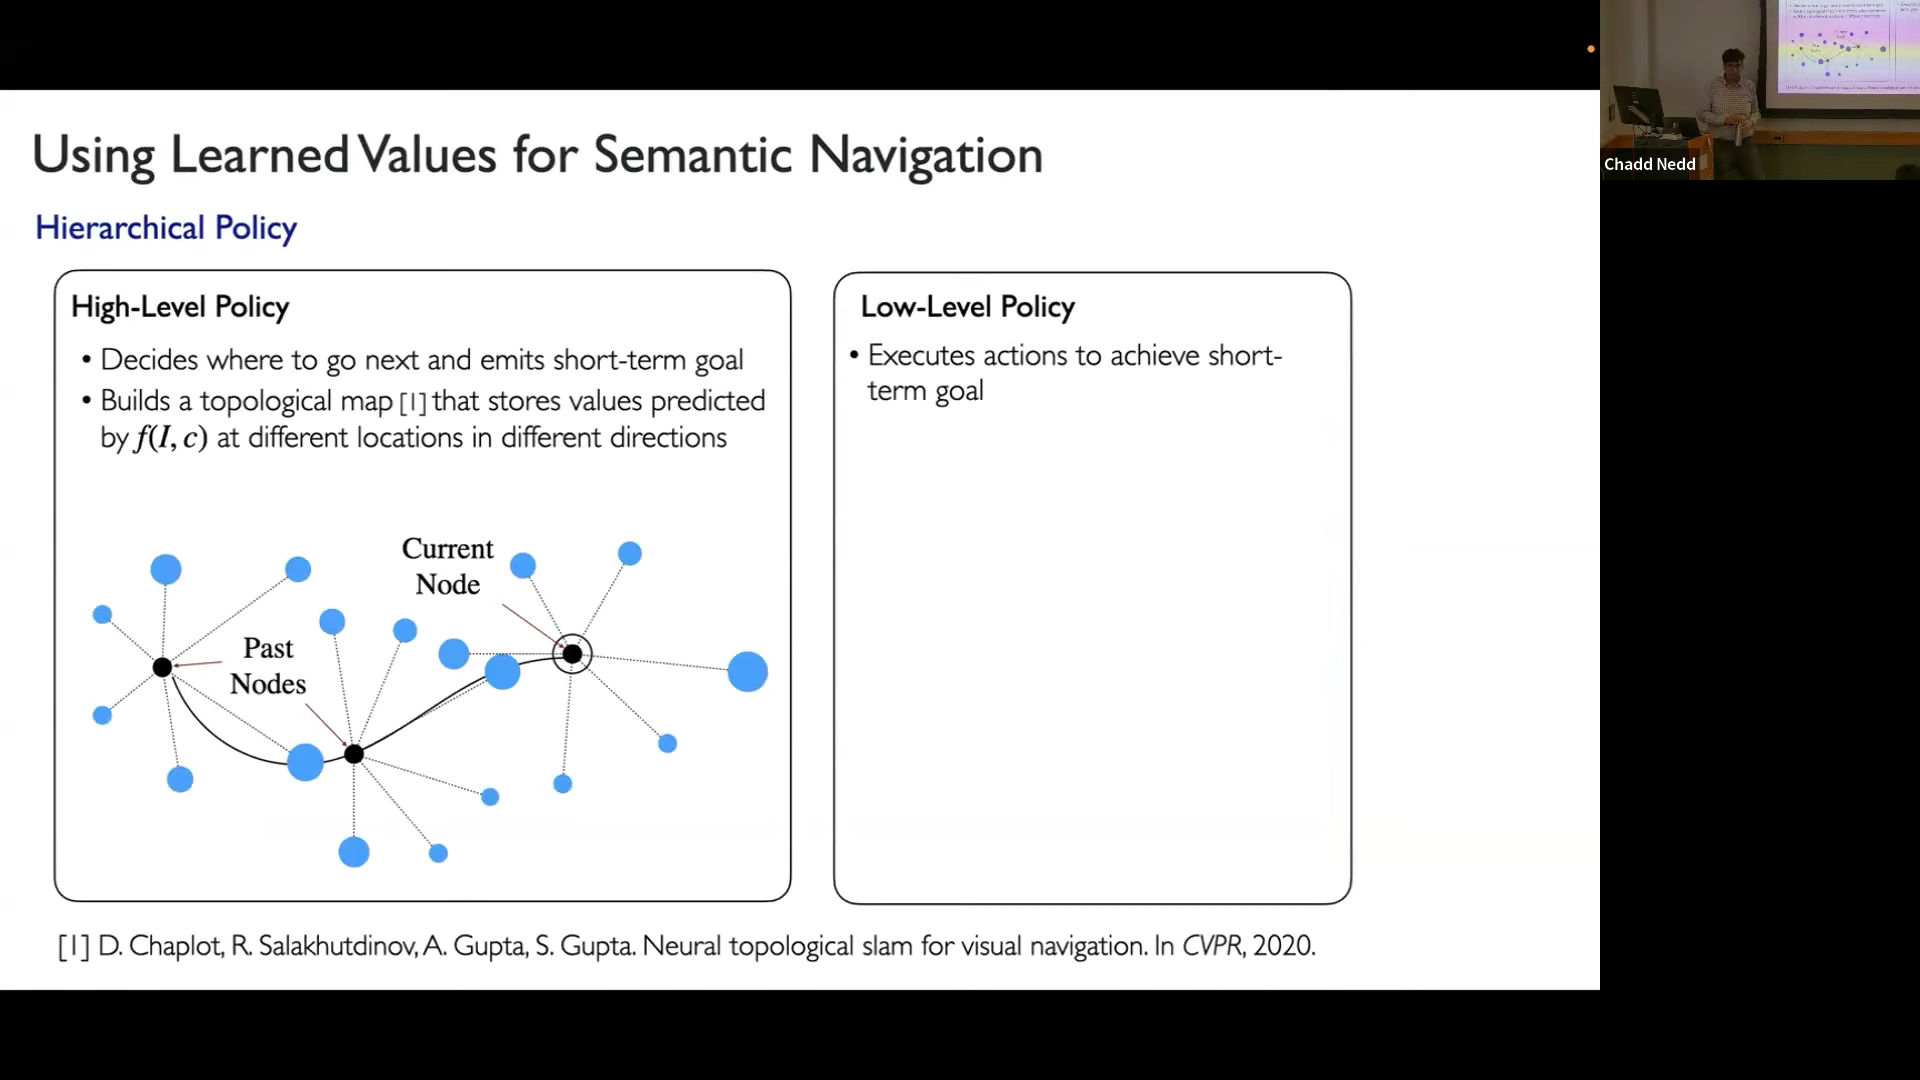 Using Learned Values for Semantic Navigation
Hierarchical Policy
High-Level Policy
• Decides where to go next and emits short-term goal
• Builds a topological map [1] that stores values predicted
by f(I, c) at different locations in different directions
Current
Node
Past
Nodes
Low-Level Policy
• Executes actions to achieve short-
term goal
[1] D. Chaplot, R. Salakhutdinov, A. Gupta, S. Gupta. Neural topological slam for visual navigation. In CVPR, 2020.
Chadd Nedd